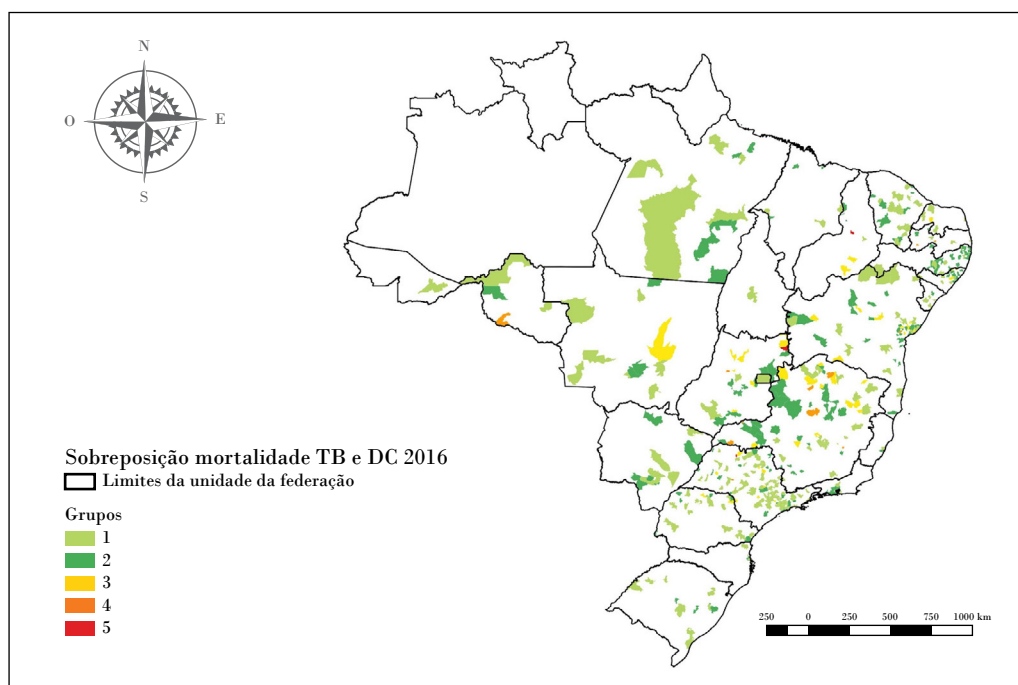 N
O
E
S
Sobreposição mortalidade TB e DC 2016
Limites da unidade da federação
Grupos
1
2
3
4
5
250 0 250 500 750 1000 km